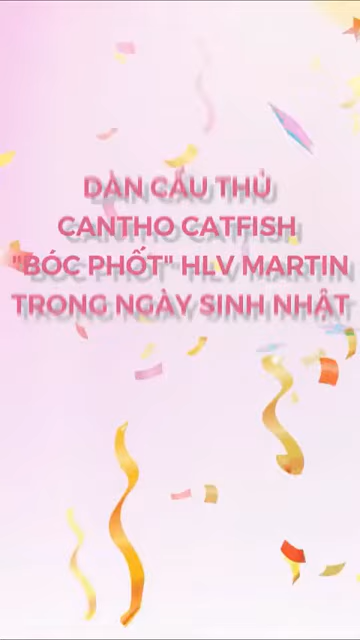 DÀN CẦU THỦ
CANTHO CATFISH
"BÓC PHỐT" HLV MARTIN
TRONG NGÀY SINH NHẬT